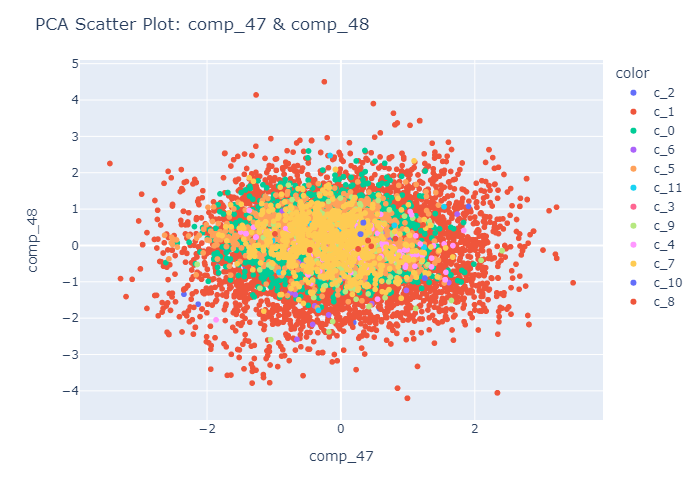 PCA Scatter Plot: comp_47 & comp_48
color
c_2
c_1
c_0
c_6
c_5
c_11
c_3
c_9
c_4
c_7
c_10
c_8
comp_48
5
4
3
2
1
0
−1
−2
−3
−4
−2
0
2
comp_47